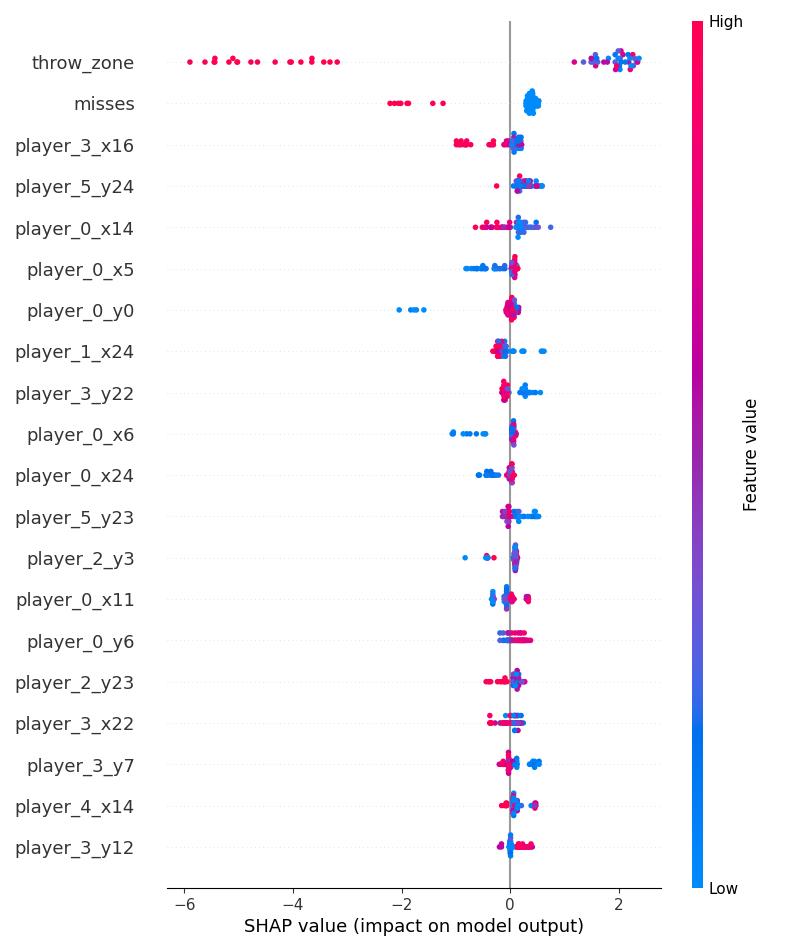 High
throw_zone
misses
player_3_x16
player_5_y24
player_0_x14
player_0_x5
player_0_y0
player_1_x24
player_3_y22
player_0_x6
player_0_x24
player_5_y23
player_2_y3
player_0_x11
player_0_y6
player_2_y23
player_3_x22
player_3_y7
player_4_x14
player_3_y12
Feature value
Low
−6 −4 −2 0 2
SHAP value (impact on model output)